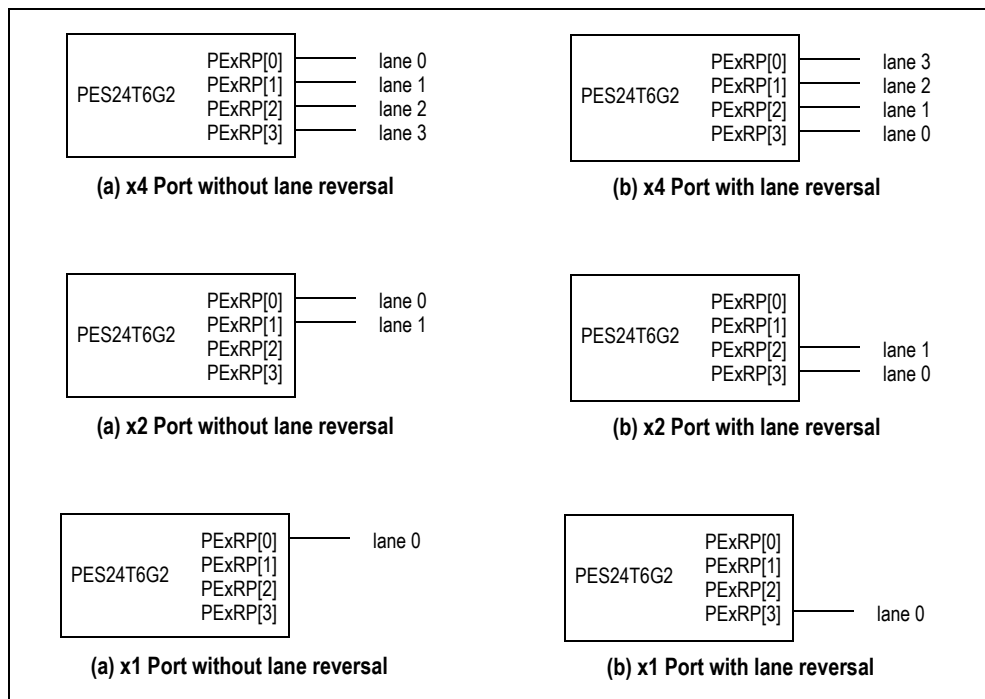 PES24T6G2
PExRP[0] lane 0
PExRP[1] lane 1
PExRP[2] lane 2
PExRP[3] lane 3
(a) x4 Port without lane reversal
PES24T6G2
PExRP[0] lane 3
PExRP[1] lane 2
PExRP[2] lane 1
PExRP[3] lane 0
(b) x4 Port with lane reversal
PES24T6G2
PExRP[0] lane 0
PExRP[1] lane 1
PExRP[2]
PExRP[3]
(a) x2 Port without lane reversal
PES24T6G2
PExRP[0]
PExRP[1]
PExRP[2] lane 1
PExRP[3] lane 0
(b) x2 Port with lane reversal
PES24T6G2
PExRP[0] lane 0
PExRP[1]
PExRP[2]
PExRP[3]
(a) x1 Port without lane reversal
PES24T6G2
PExRP[0]
PExRP[1]
PExRP[2]
PExRP[3] lane 0
(b) x1 Port with lane reversal